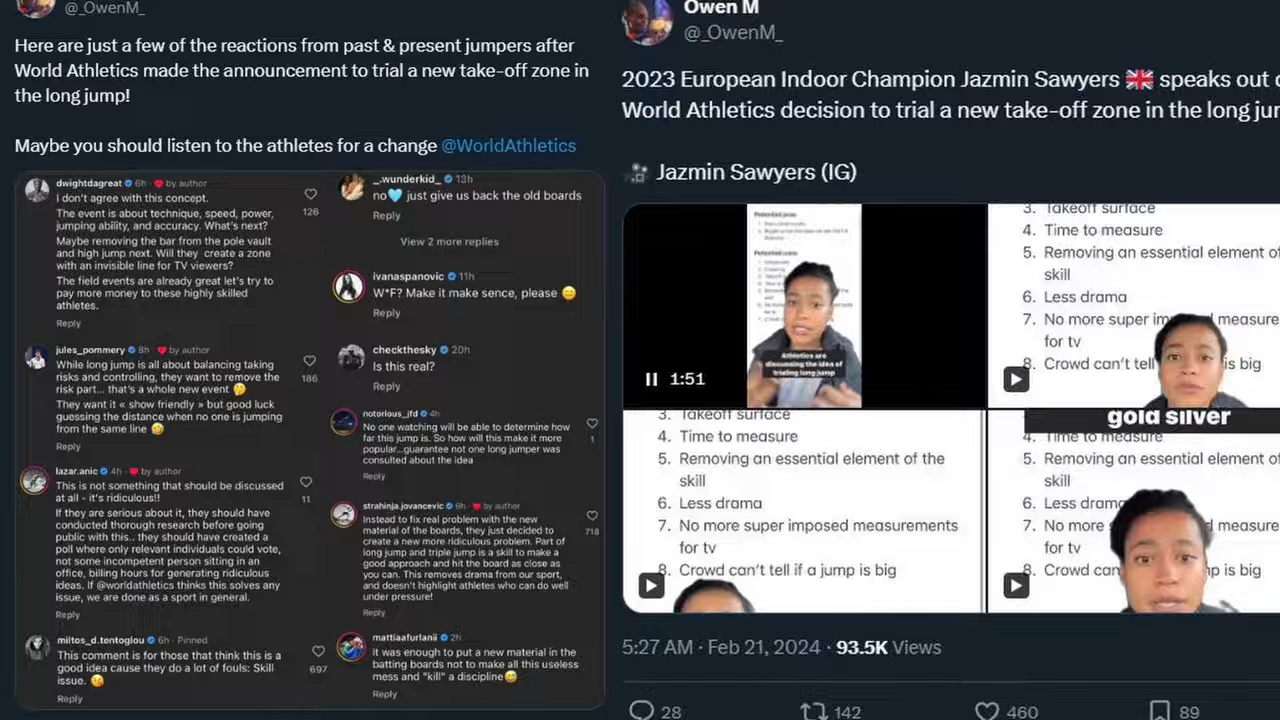 @_OwenM_
Here are just a few of the reactions from past & present jumpers after
World Athletics made the announcement to trial a new take-off zone in
the long jump!
Maybe you should listen to the athletes for a change @WorldAthletics
dwightdagreat 6h · by author
I don't agree with this concept.
The event is about technique, speed, power,
jumping ability, and accuracy. What's next?
Maybe removing the bar from the pole vault
and high jump next. Will they create a zone
with an invisible line for TV viewers?
The field events are already great let's try to
pay more money to these highly skilled
athletes.
Reply
126
jules_pommery 8h · by author
While long jump is all about balancing taking
risks and controlling, they want to remove the
risk part... that's a whole new event 🤔
They want it « show friendly » but good luck
guessing the distance when no one is jumping
from the same line
Reply
186
lazar.anic 4h · by author
This is not something that should be discussed
at all - it's ridiculous!!
If they are serious about it, they should have
conducted thorough research before going
public with this.. they should have created a
poll where only relevant individuals could vote,
not some incompetent person sitting in an
office, billing hours for generating ridiculous
ideas. If @worldathletics thinks this solves any
issue, we are done as a sport in general.
Reply
11
miltos_d.tentoglou 6h · Pinned
This comment is for those that think this is a
good idea cause they do a lot of fouls: Skill
issue.
Reply
697
_.wunderkid_ 13h
no🩵 just give us back the old boards
Reply
View 2 more replies
ivanaspanovic 11h
W*F? Make it make sence, please
Reply
checkthesky 20h
Is this real?
Reply
notorious_jfd 4h
No one watching will be able to determine how
far this jump is. So how will this make it more
popular...guarantee not one long jumper was
consulted about the idea
Reply
1
strahinja.jovancevic 9h · by author
Instead to fix real problem with the new
material of the boards, they just decided to
create a new more ridiculous problem. Part of
long jump and triple jump is a skill to make a
good approach and hit the board as close as
you can. This removes drama from our sport,
and doesn't highlight athletes who can do well
under pressure!
Reply
718
mattiaafurlanii 2h
it was enough to put a new material in the
batting boards not to make all this useless
mess and "kill" a discipline😅
Reply
Owen M
@_OwenM_
2023 European Indoor Champion Jazmin Sawyers 🇬🇧 speaks out
World Athletics decision to trial a new take-off zone in the long
🎥 Jazmin Sawyers (IG)
Potential pros:
Potential cons:
Athletics are
discussing the idea of
trialing long jump
1:51
3. Takeoff surface
4. Time to measure
5. Removing an essential element of
skill
6. Less drama
7. No more super measure
for tv
8. Crowd can't tell is big
3. Takeoff surface
4. Time to measure
5. Removing an essential element of the
skill
6. Less drama
7. No more super imposed measurements
for tv
8. Crowd can't tell if a jump is big
gold silver
4. Time to measure
5. Removing an essential element of
skill
6. Less drama
7. No more measure
for tv
8. Crowd is big
5:27 AM · Feb 21, 2024 · 93.5K Views
28 142 460 89